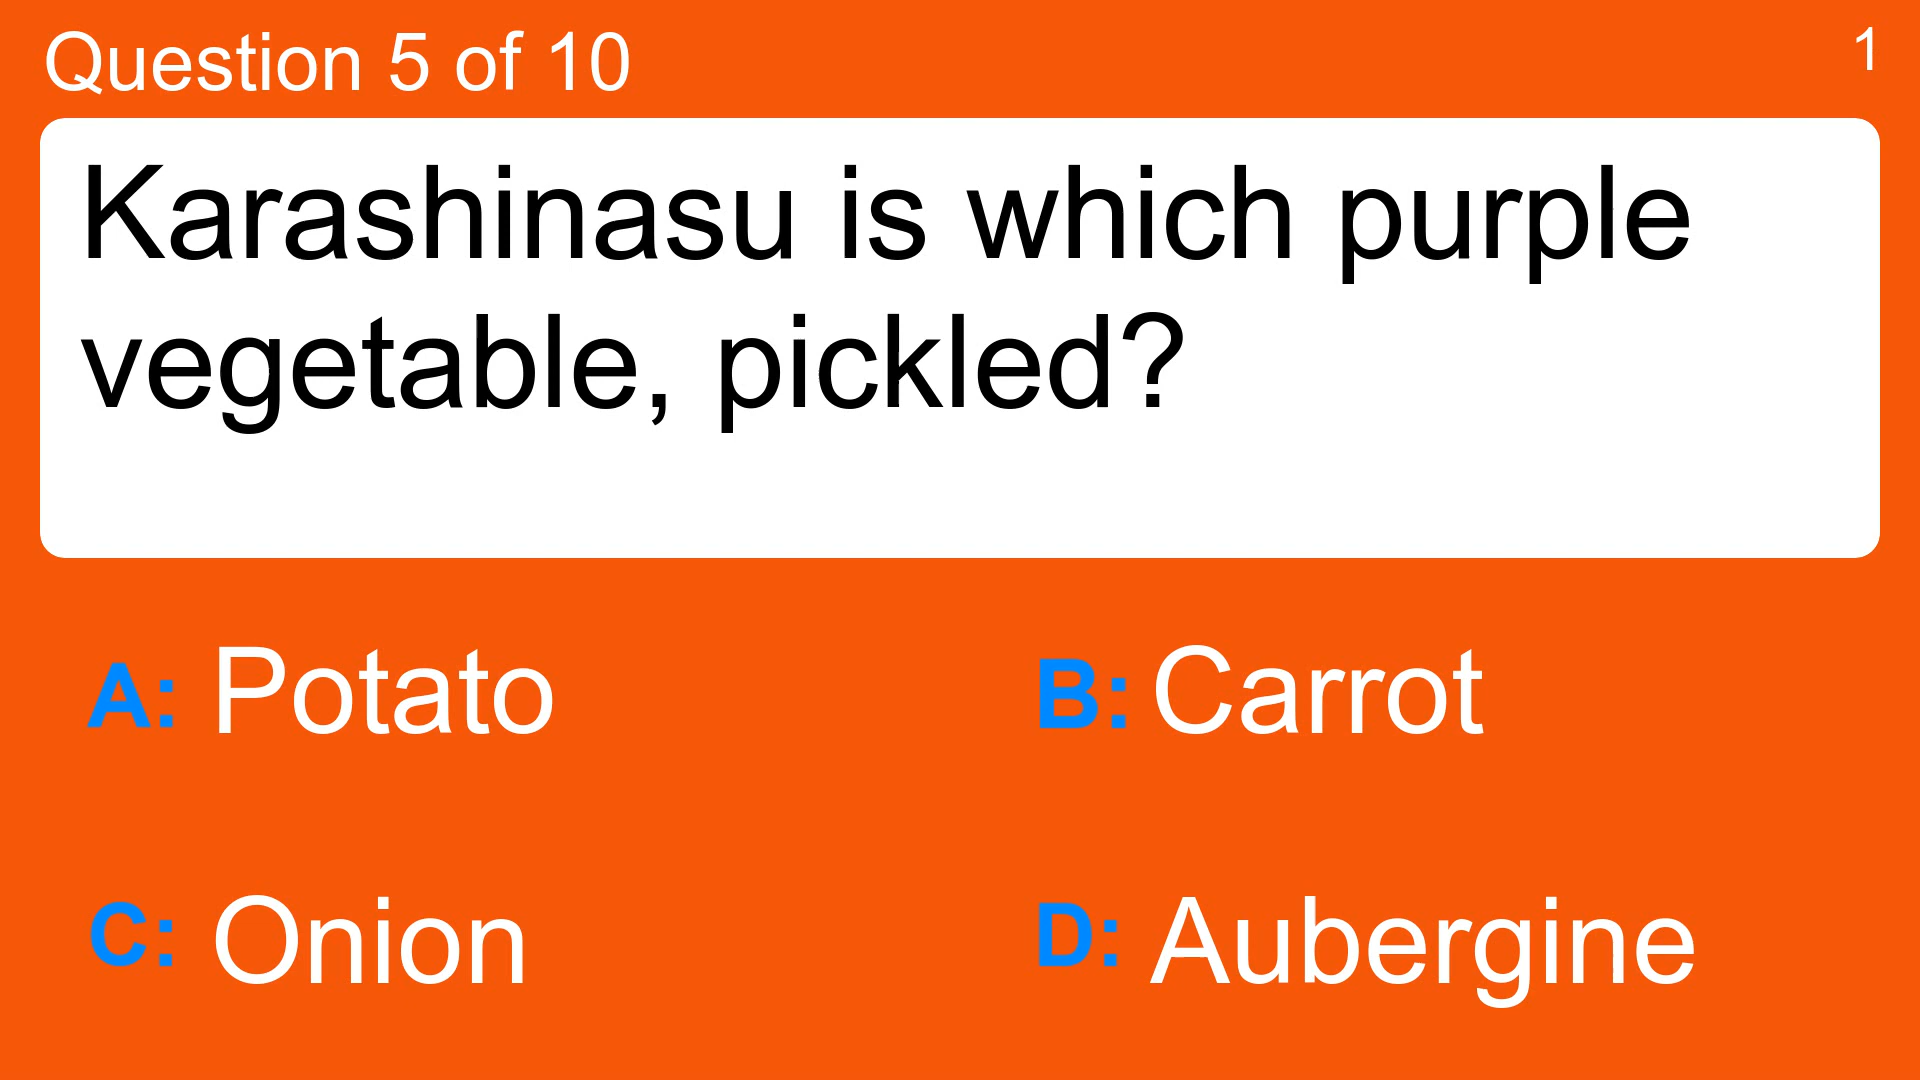 Question 5 of 10
1
Karashinasu is which purple
vegetable, pickled?
A: Potato
B: Carrot
C: Onion
D: Aubergine